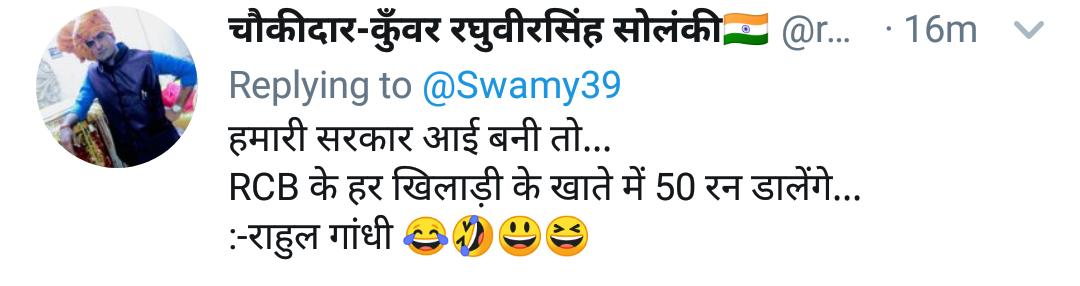 चौकीदार-कुँवर रघुवीरसिंह सोलंकी🇮🇳 @r... · 16m
Replying to @Swamy39
हमारी सरकार आई बनी तो...
RCB के हर खिलाड़ी के खाते में 50 रन डालेंगे...
:-राहुल गांधी 😂🤣😃😆